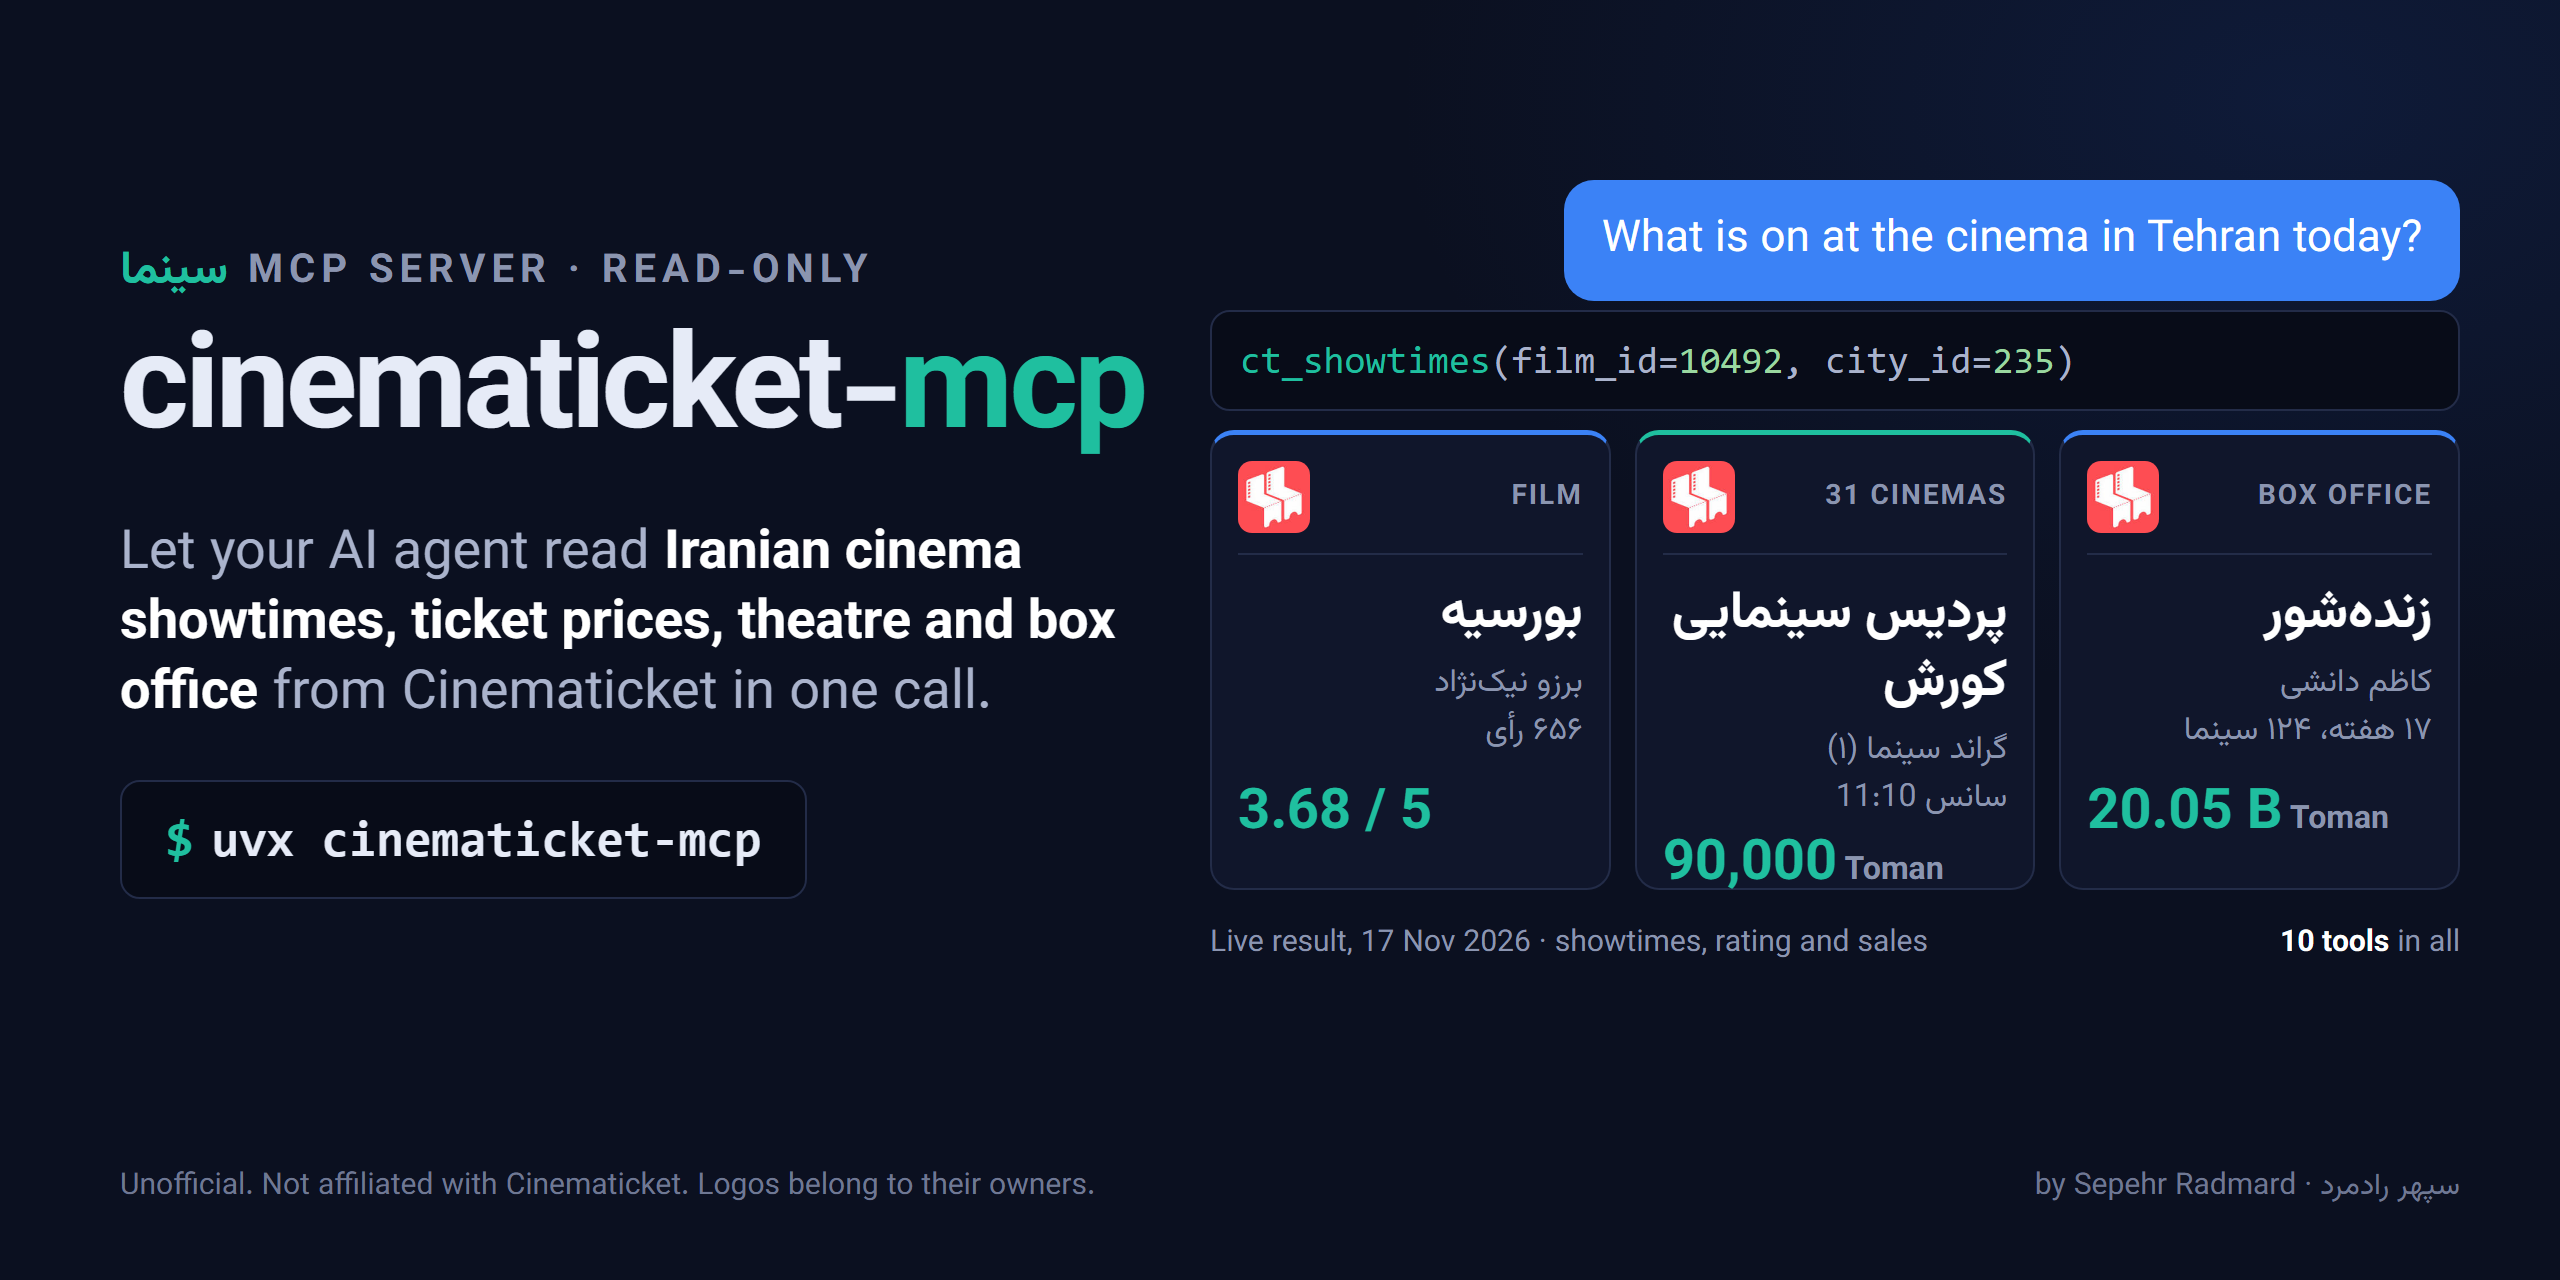 سینما MCP SERVER · READ-ONLY
cinematicket-mcp
Let your AI agent read Iranian cinema
showtimes, ticket prices, theatre and box
office from Cinematicket in one call.
$ uvx cinematicket-mcp
What is on at the cinema in Tehran today?
ct_showtimes(film_id=10492, city_id=235)
FILM
بورسیه
برزو نیک‌نژاد
۶۵۶ رأی
3.68 / 5
31 CINEMAS
پردیس سینمایی
کورش
گراند سینما (۱)
سانس 11:10
90,000 Toman
BOX OFFICE
زنده‌شور
کاظم دانشی
۱۷ هفته، ۱۲۴ سینما
20.05 B Toman
Live result, 17 Nov 2026 · showtimes, rating and sales
10 tools in all
Unofficial. Not affiliated with Cinematicket. Logos belong to their owners.
by Sepehr Radmard · سپهر رادمرد